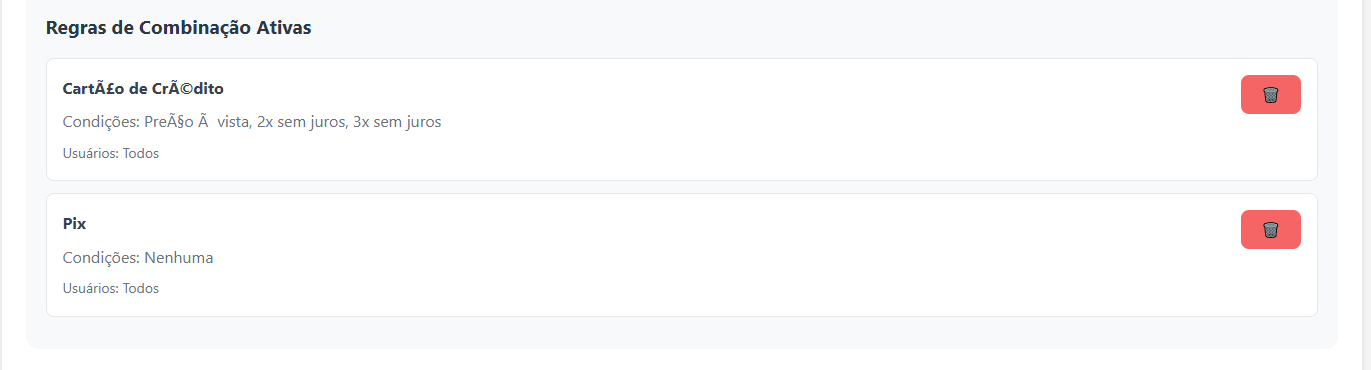 Regras de Combinação Ativas
CartÃ£o de CrÃ©dito
Condições: PreÃ§o Ã  vista, 2x sem juros, 3x sem juros
Usuários: Todos
Pix
Condições: Nenhuma
Usuários: Todos